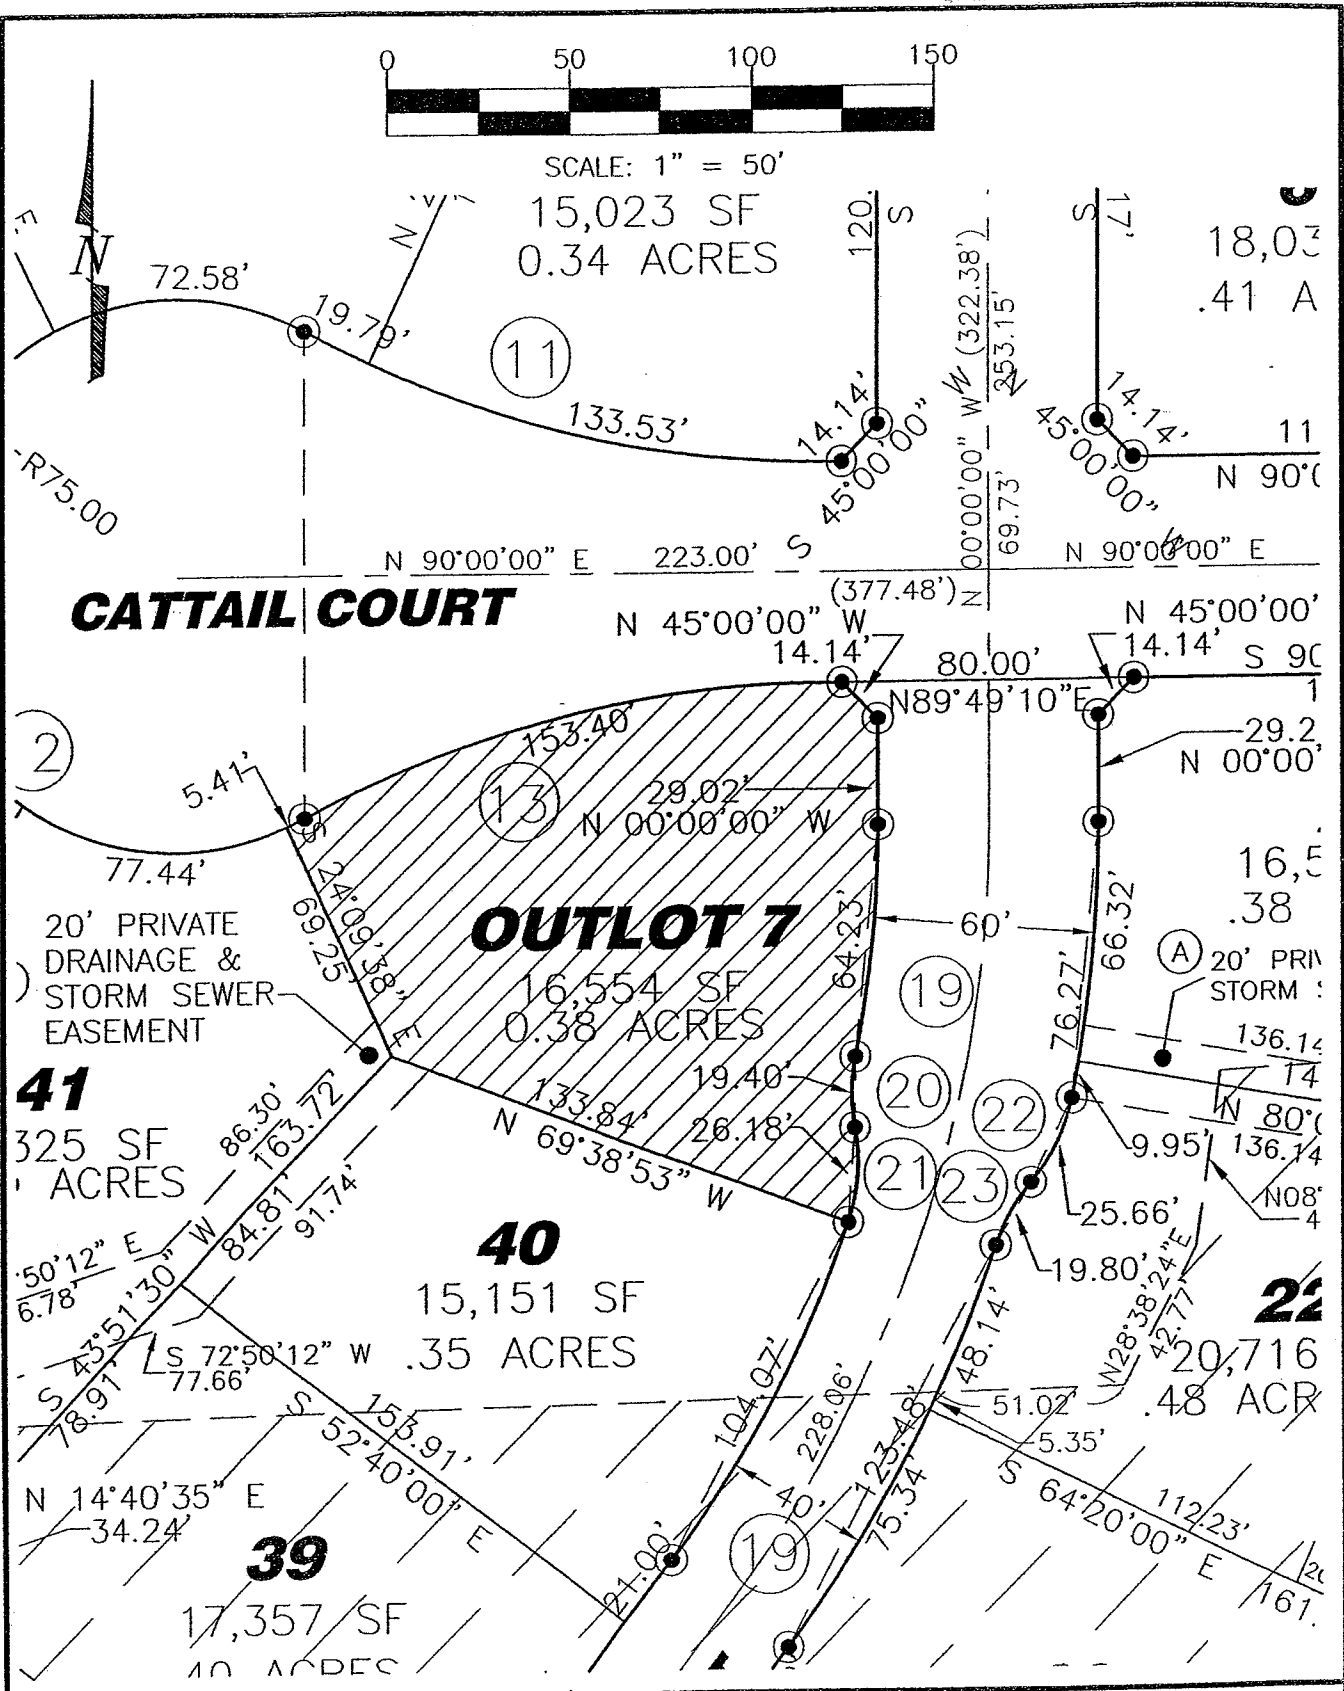 0 50 100 150
SCALE: 1" = 50'
N
F.
15,023 SF
0.34 ACRES
N
120.
S
S
17'
18,03
.41 A
72.58'
19.79'
11
133.53'
14.14'
S 45°00'00" W
(322.38')
253.15'
N 00°00'00" W
69.73'
N 45°00'00"
14.14'
11
N 90°0
-R75.00
N 90°00'00" E 223.00'
N 90°00'00" E
(377.48')
CATTAIL COURT
N 45°00'00" W
14.14'
N 45°00'00'
14.14'
80.00'
N89°49'10"E
S 90
1
29.2
N 00°00'
2
5.41'
77.44'
153.40'
13
29.02'
N 00°00'00" W
S 24°09'38" E
69.25'
OUTLOT 7
16,554 SF
0.38 ACRES
64.23'
60'
66.32'
76.27'
16,5
.38
20' PRIVATE
DRAINAGE &
STORM SEWER
EASEMENT
A
20' PRIV
STORM S
19
19.40'
20
26.18'
21
22
23
133.84'
N 69°38'53" W
136.14
14
N 80°0
136.14
9.95'
25.66'
19.80'
N08°
4
41
325 SF
ACRES
86.30'
163.72'
84.81'
91.74'
S 43°51'30" W
78.91'
°50'12" E
6.78'
S 72°50'12" W
77.66'
40
15,151 SF
.35 ACRES
104.07'
228.06'
48.14'
123.48'
75.34'
51.02'
5.35'
N28°38'24"E
42.77'
22
20,716
.48 ACR
153.91'
S 52°40'00" E
N 14°40'35" E
34.24'
40'
19
21.00'
S 64°20'00" E
112.23'
161.
39
17,357 SF
.40 ACRES